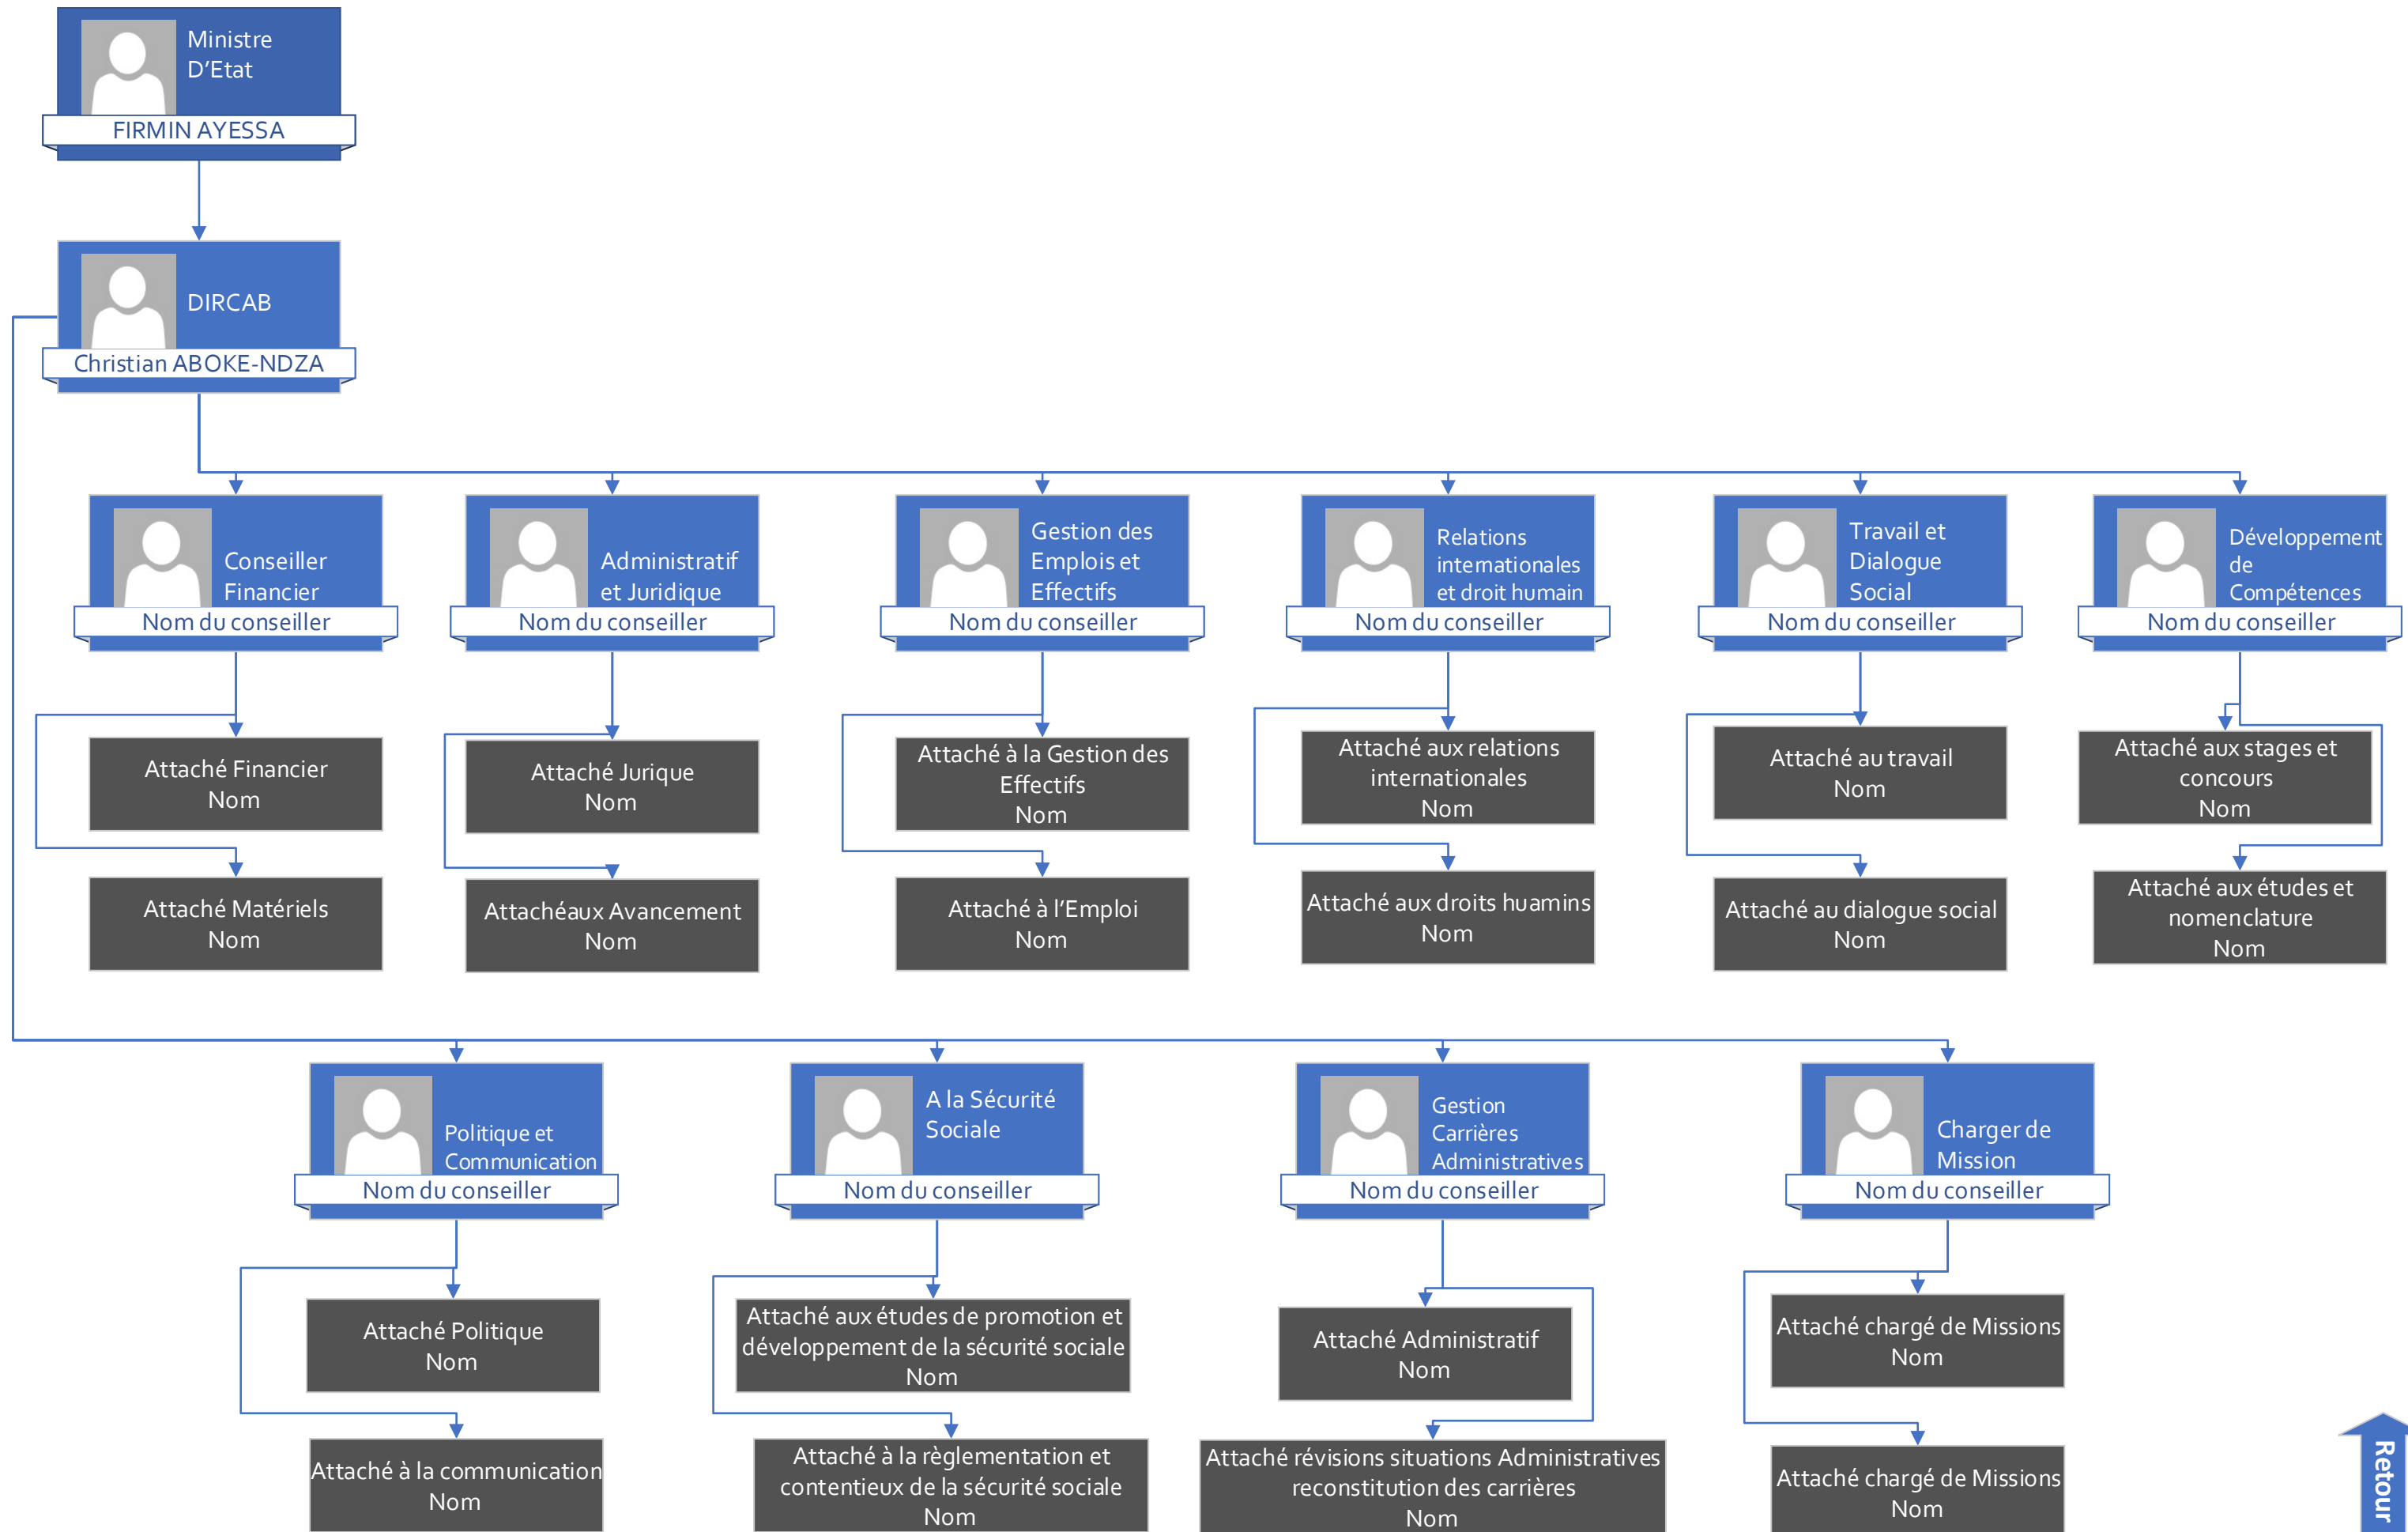 Ministre
D'Etat
FIRMIN AYESSA
DIRCAB
Christian ABOKE-NDZA
Conseiller
Financier
Nom du conseiller
Administratif
et Juridique
Nom du conseiller
Gestion des
Emplois et
Effectifs
Nom du conseiller
Relations
internationales
et droit humain
Nom du conseiller
Travail et
Dialogue
Social
Nom du conseiller
Développement
de
Compétences
Nom du conseiller
Attaché Financier
Nom
Attaché Jurique
Nom
Attaché à la Gestion des
Effectifs
Nom
Attaché aux relations
internationales
Nom
Attaché au travail
Nom
Attaché aux stages et
concours
Nom
Attaché Matériels
Nom
Attachéaux Avancement
Nom
Attaché à l'Emploi
Nom
Attaché aux droits huamins
Nom
Attaché au dialogue social
Nom
Attaché aux études et
nomenclature
Nom
Politique et
Communication
Nom du conseiller
A la Sécurité
Sociale
Nom du conseiller
Gestion
Carrières
Administratives
Nom du conseiller
Charger de
Mission
Nom du conseiller
Attaché Politique
Nom
Attaché aux études de promotion et
développement de la sécurité sociale
Nom
Attaché Administratif
Nom
Attaché chargé de Missions
Nom
Attaché à la communication
Nom
Attaché à la règlementation et
contentieux de la sécurité sociale
Nom
Attaché révisions situations Administratives
reconstitution des carrières
Nom
Attaché chargé de Missions
Nom
Retour